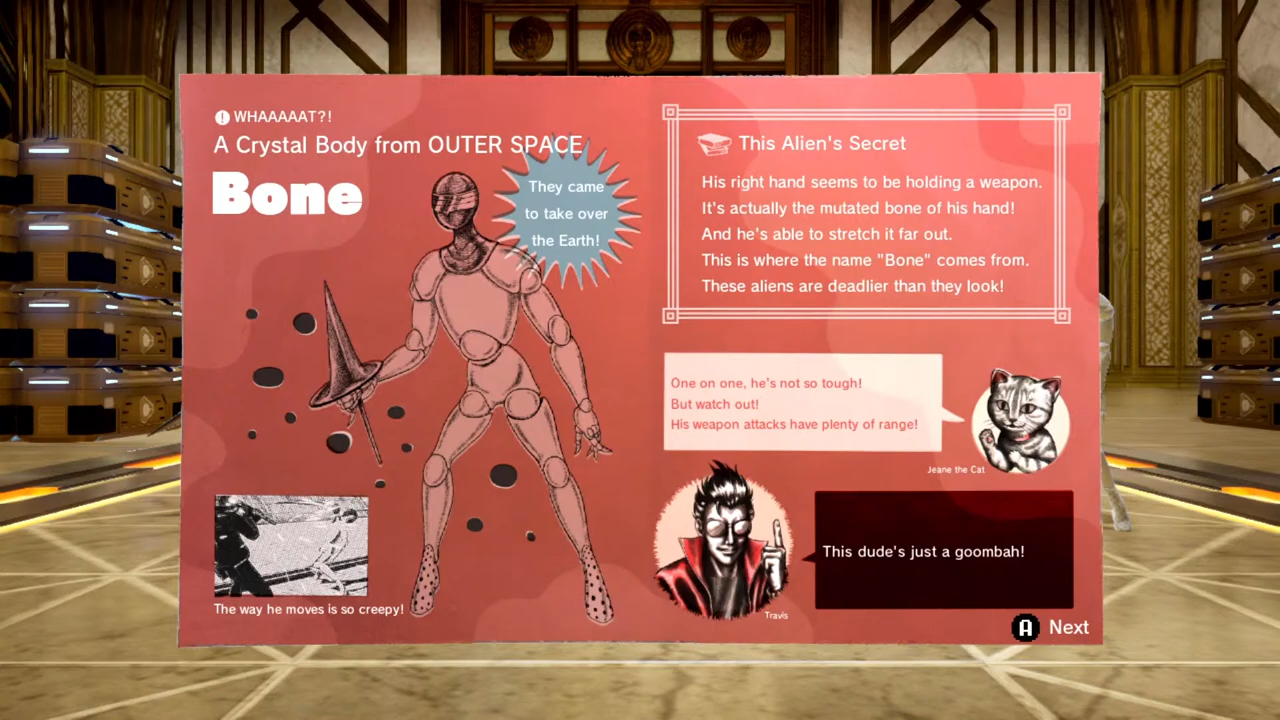 WHAAAAAT?!
A Crystal Body from OUTER SPACE
Bone
They came
to take over
the Earth!
The way he moves is so creepy!
This Alien's Secret
His right hand seems to be holding a weapon.
It's actually the mutated bone of his hand!
And he's able to stretch it far out.
This is where the name "Bone" comes from.
These aliens are deadlier than they look!
One on one, he's not so tough!
But watch out!
His weapon attacks have plenty of range!
Jeane the Cat
This dude's just a goombah!
Travis
A Next